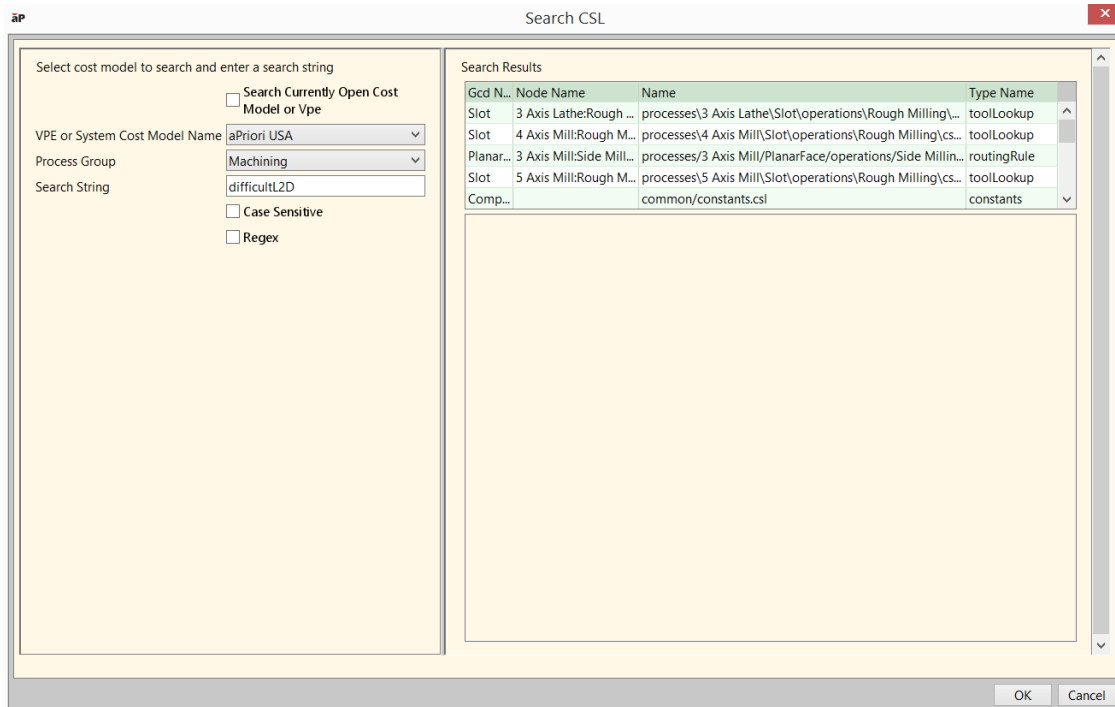 āP
Search CSL
Select cost model to search and enter a search string
Search Currently Open Cost
Model or Vpe
VPE or System Cost Model Name aPriori USA
Process Group Machining
Search String difficultL2D
Case Sensitive
Regex
Search Results
Gcd N... Node Name Name Type Name
Slot 3 Axis Lathe:Rough ... processes\3 Axis Lathe\Slot\operations\Rough Milling\... toolLookup
Slot 4 Axis Mill:Rough M... processes\4 Axis Mill\Slot\operations\Rough Milling\cs... toolLookup
Planar... 3 Axis Mill:Side Mill... processes/3 Axis Mill/PlanarFace/operations/Side Millin... routingRule
Slot 5 Axis Mill:Rough M... processes\5 Axis Mill\Slot\operations\Rough Milling\cs... toolLookup
Comp... common/constants.csl constants
OK Cancel